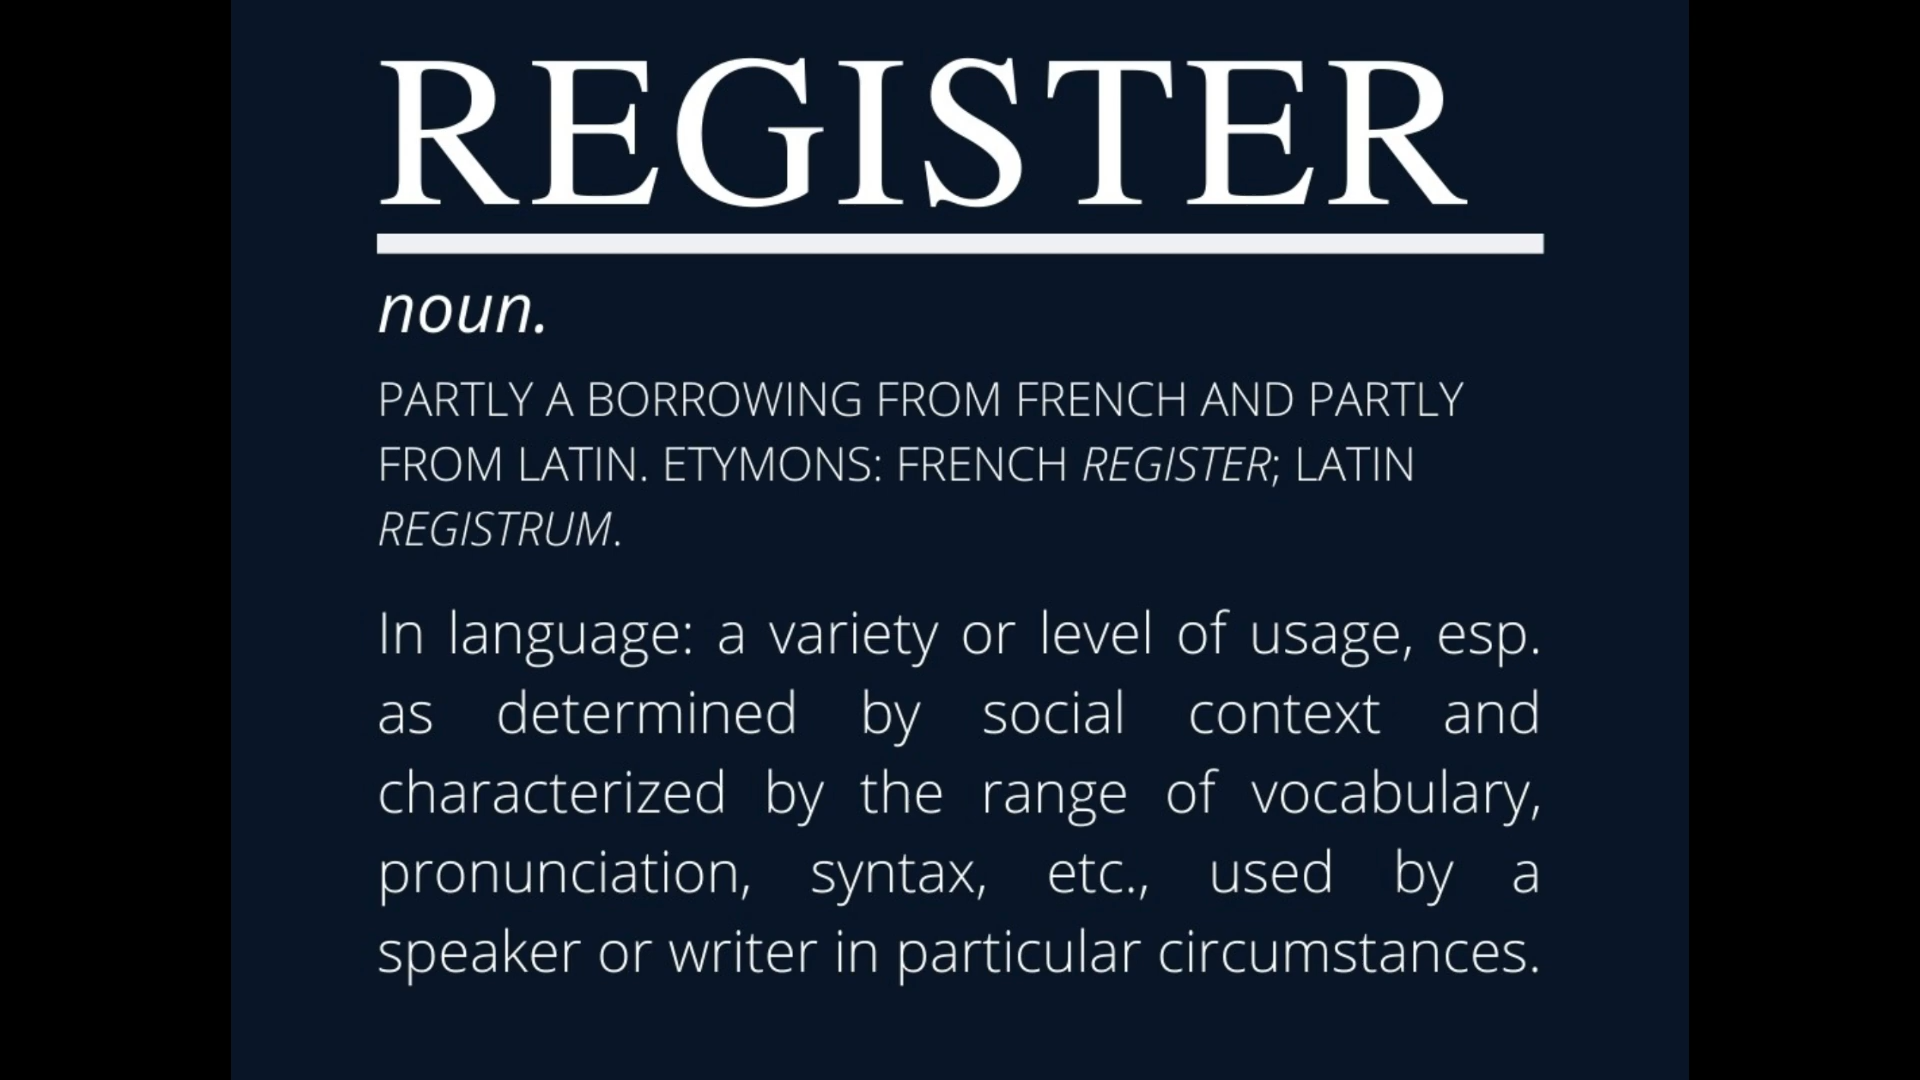 REGISTER
noun.
PARTLY A BORROWING FROM FRENCH AND PARTLY
FROM LATIN. ETYMONS: FRENCH REGISTER; LATIN
REGISTRUM.
In language: a variety or level of usage, esp.
as determined by social context and
characterized by the range of vocabulary,
pronunciation, syntax, etc., used by a
speaker or writer in particular circumstances.